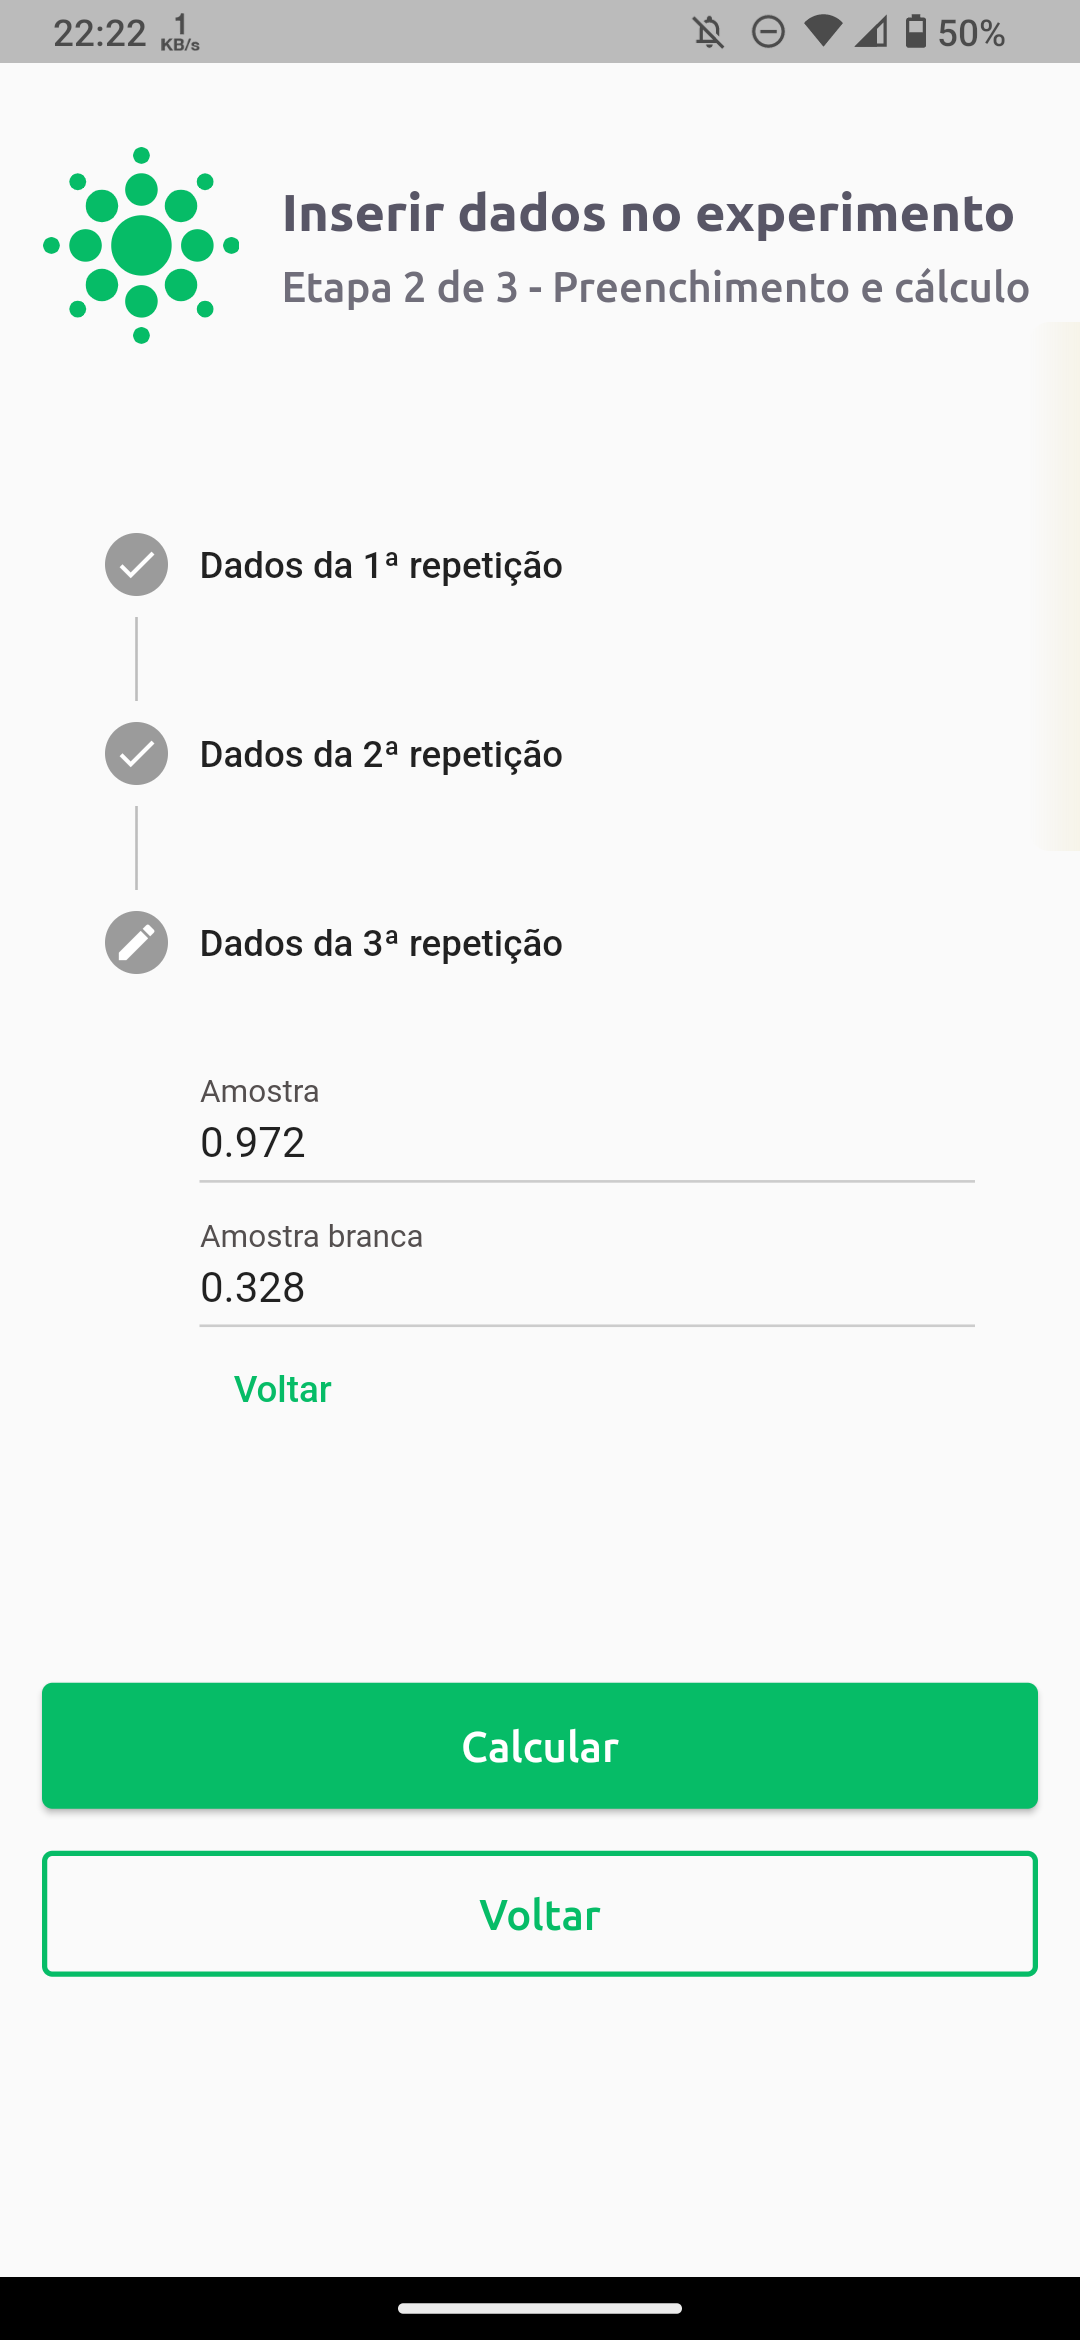 22:22 1 KB/s 50%
Inserir dados no experimento
Etapa 2 de 3 - Preenchimento e cálculo
Dados da 1ª repetição
Dados da 2ª repetição
Dados da 3ª repetição
Amostra
0.972
Amostra branca
0.328
Voltar
Calcular
Voltar